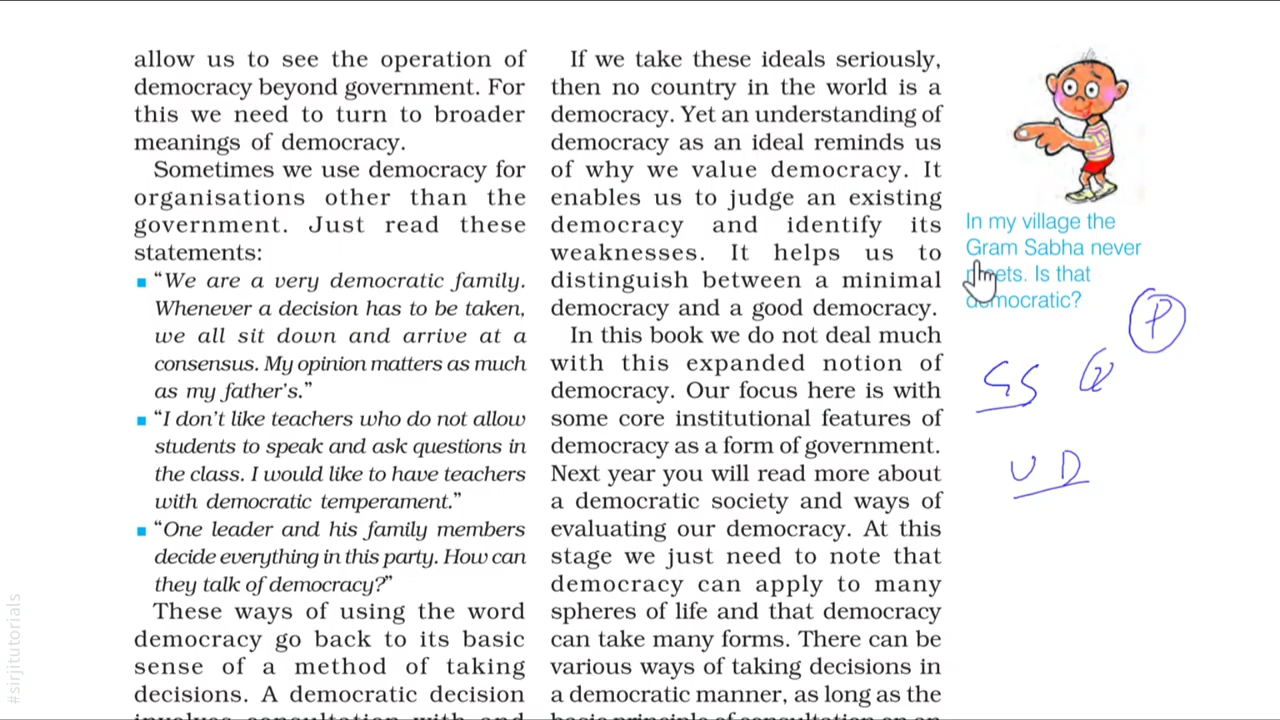 allow us to see the operation of
democracy beyond government. For
this we need to turn to broader
meanings of democracy.
Sometimes we use democracy for
organisations other than the
government. Just read these
statements:
▪ “We are a very democratic family.
Whenever a decision has to be taken,
we all sit down and arrive at a
consensus. My opinion matters as much
as my father’s.”
▪ “I don’t like teachers who do not allow
students to speak and ask questions in
the class. I would like to have teachers
with democratic temperament.”
▪ “One leader and his family members
decide everything in this party. How can
they talk of democracy?”
These ways of using the word
democracy go back to its basic
sense of a method of taking
decisions. A democratic decision
involves consultation with and
If we take these ideals seriously,
then no country in the world is a
democracy. Yet an understanding of
democracy as an ideal reminds us
of why we value democracy. It
enables us to judge an existing
democracy and identify its
weaknesses. It helps us to
distinguish between a minimal
democracy and a good democracy.
In this book we do not deal much
with this expanded notion of
democracy. Our focus here is with
some core institutional features of
democracy as a form of government.
Next year you will read more about
a democratic society and ways of
evaluating our democracy. At this
stage we just need to note that
democracy can apply to many
spheres of life and that democracy
can take many forms. There can be
various ways of taking decisions in
a democratic manner, as long as the
basic principle of consultation on an
In my village the
Gram Sabha never
meets. Is that
democratic?
P
GS
U D
#sirjitutorials